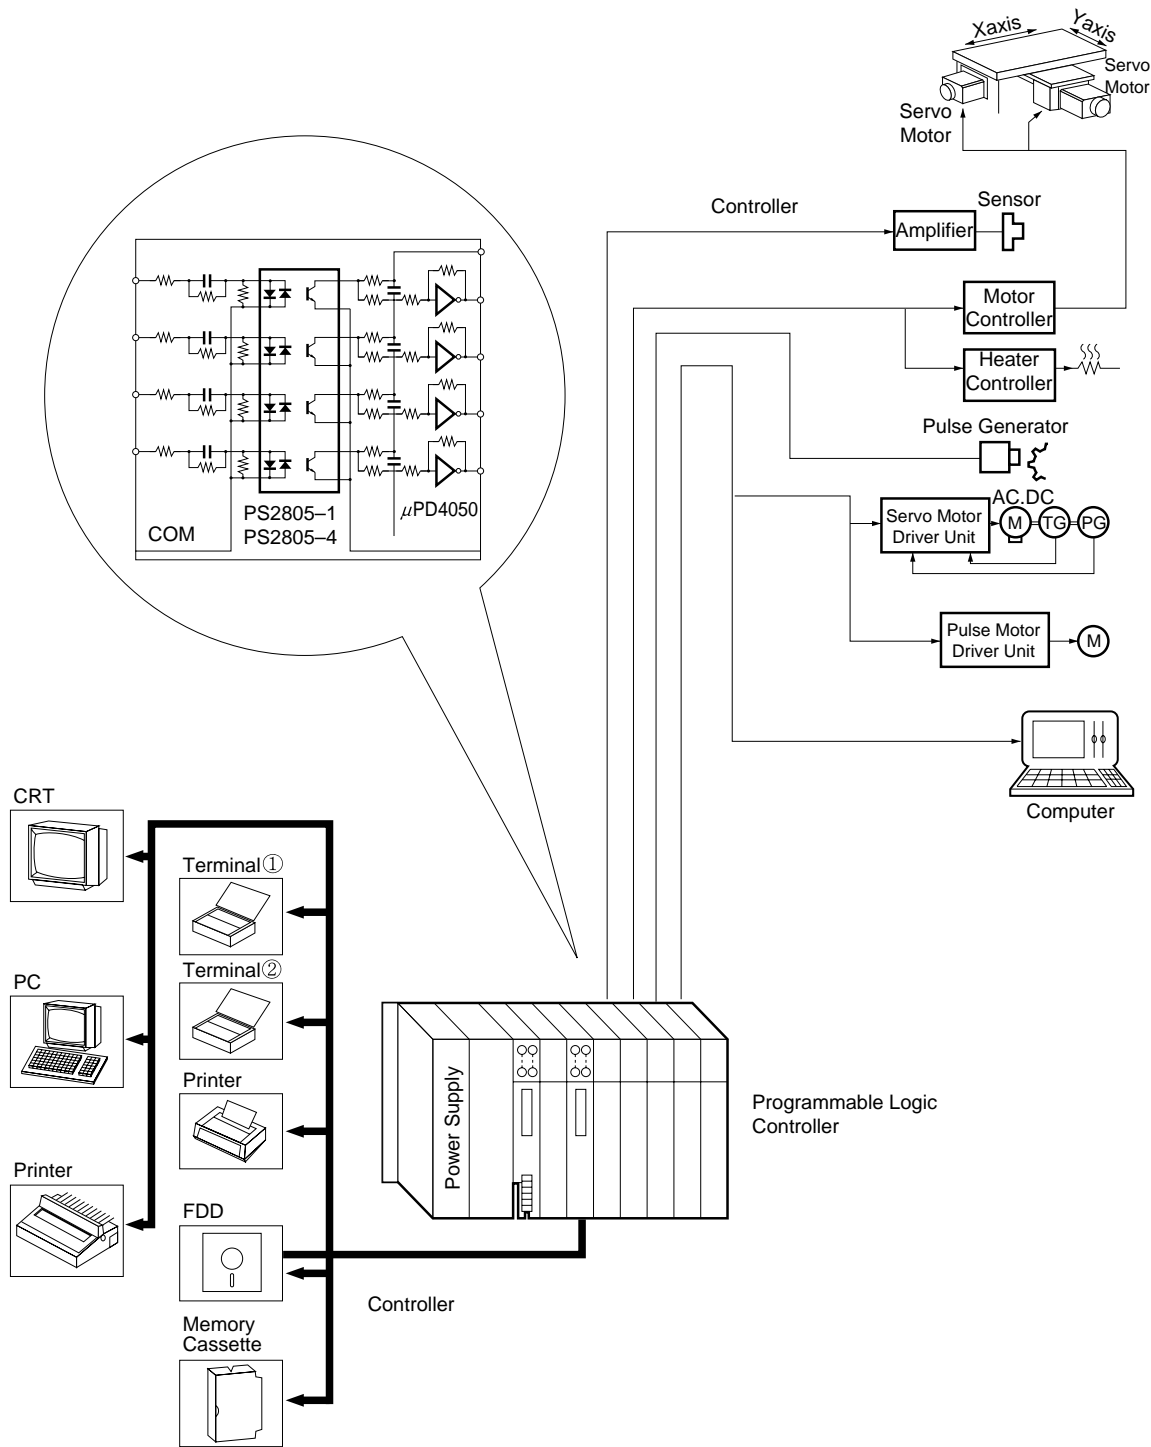 Xaxis
Yaxis
Servo
Motor
Servo
Motor
Controller
Sensor
Amplifier
Motor
Controller
Heater
Controller
Pulse Generator
AC.DC
Servo Motor
Driver Unit
M
TG
PG
Pulse Motor
Driver Unit
M
Computer
COM
PS2805–1
PS2805–4
μPD4050
CRT
Terminal①
PC
Terminal②
Printer
Printer
FDD
Memory
Cassette
Power Supply
Programmable Logic
Controller
Controller